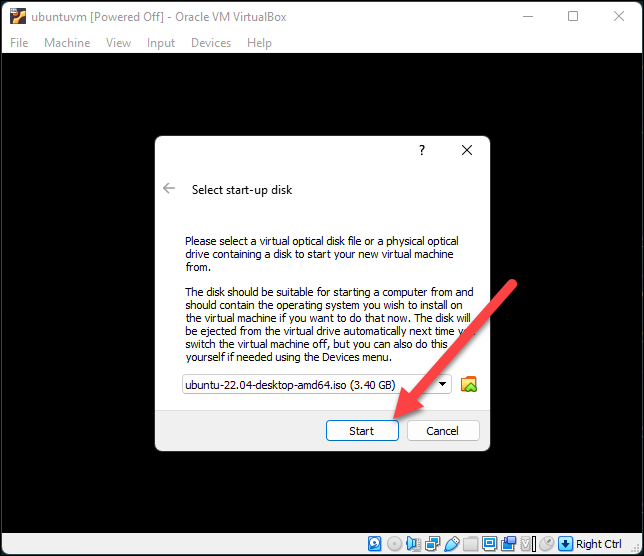 ubuntuvm [Powered Off] - Oracle VM VirtualBox
File Machine View Input Devices Help
?
Select start-up disk
Please select a virtual optical disk file or a physical optical
drive containing a disk to start your new virtual machine
from.
The disk should be suitable for starting a computer from and
should contain the operating system you wish to install on
the virtual machine if you want to do that now. The disk will
be ejected from the virtual drive automatically next time
switch the virtual machine off, but you can also do this
yourself if needed using the Devices menu.
ubuntu-22.04-desktop-amd64.iso (3.40 GB)
Start Cancel
Right Ctrl